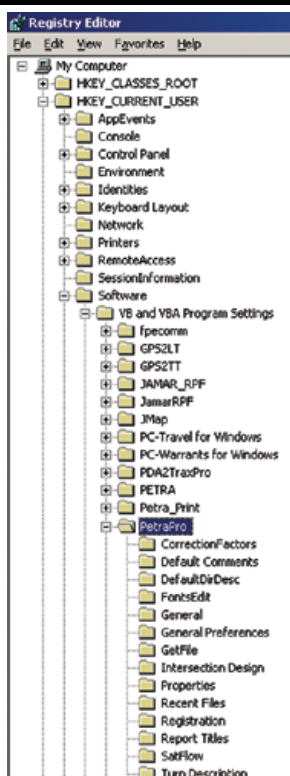 Registry Editor
File Edit View Favorites Help
My Computer
HKEY_CLASSES_ROOT
HKEY_CURRENT_USER
AppEvents
Console
Control Panel
Environment
Identities
Keyboard Layout
Network
Printers
RemoteAccess
SessionInformation
Software
VB and VBA Program Settings
fpecomm
GPS2LT
GPS2TT
JAMAR_RPF
JamarRPF
JMap
PC-Travel for Windows
PC-Warrants for Windows
PDA2TraxPro
PETRA
Petra_Print
PetraPro
CorrectionFactors
Default Comments
DefaultDirDesc
FontsEdit
General
General Preferences
GetFile
Intersection Design
Properties
Recent Files
Registration
Report Titles
SatFlow
Turn Description